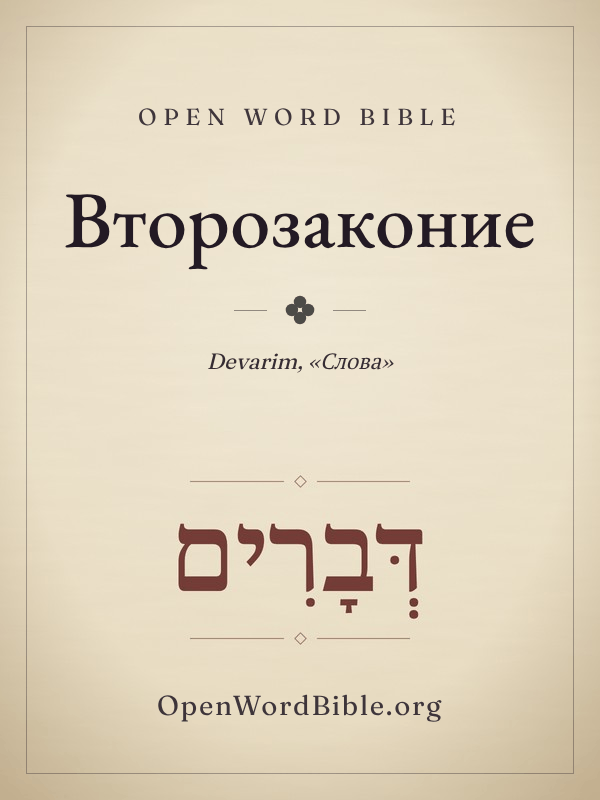 OPEN WORD BIBLE
Второзаконие
Devarim, «Слова»
דְּבָרִים
OpenWordBible.org